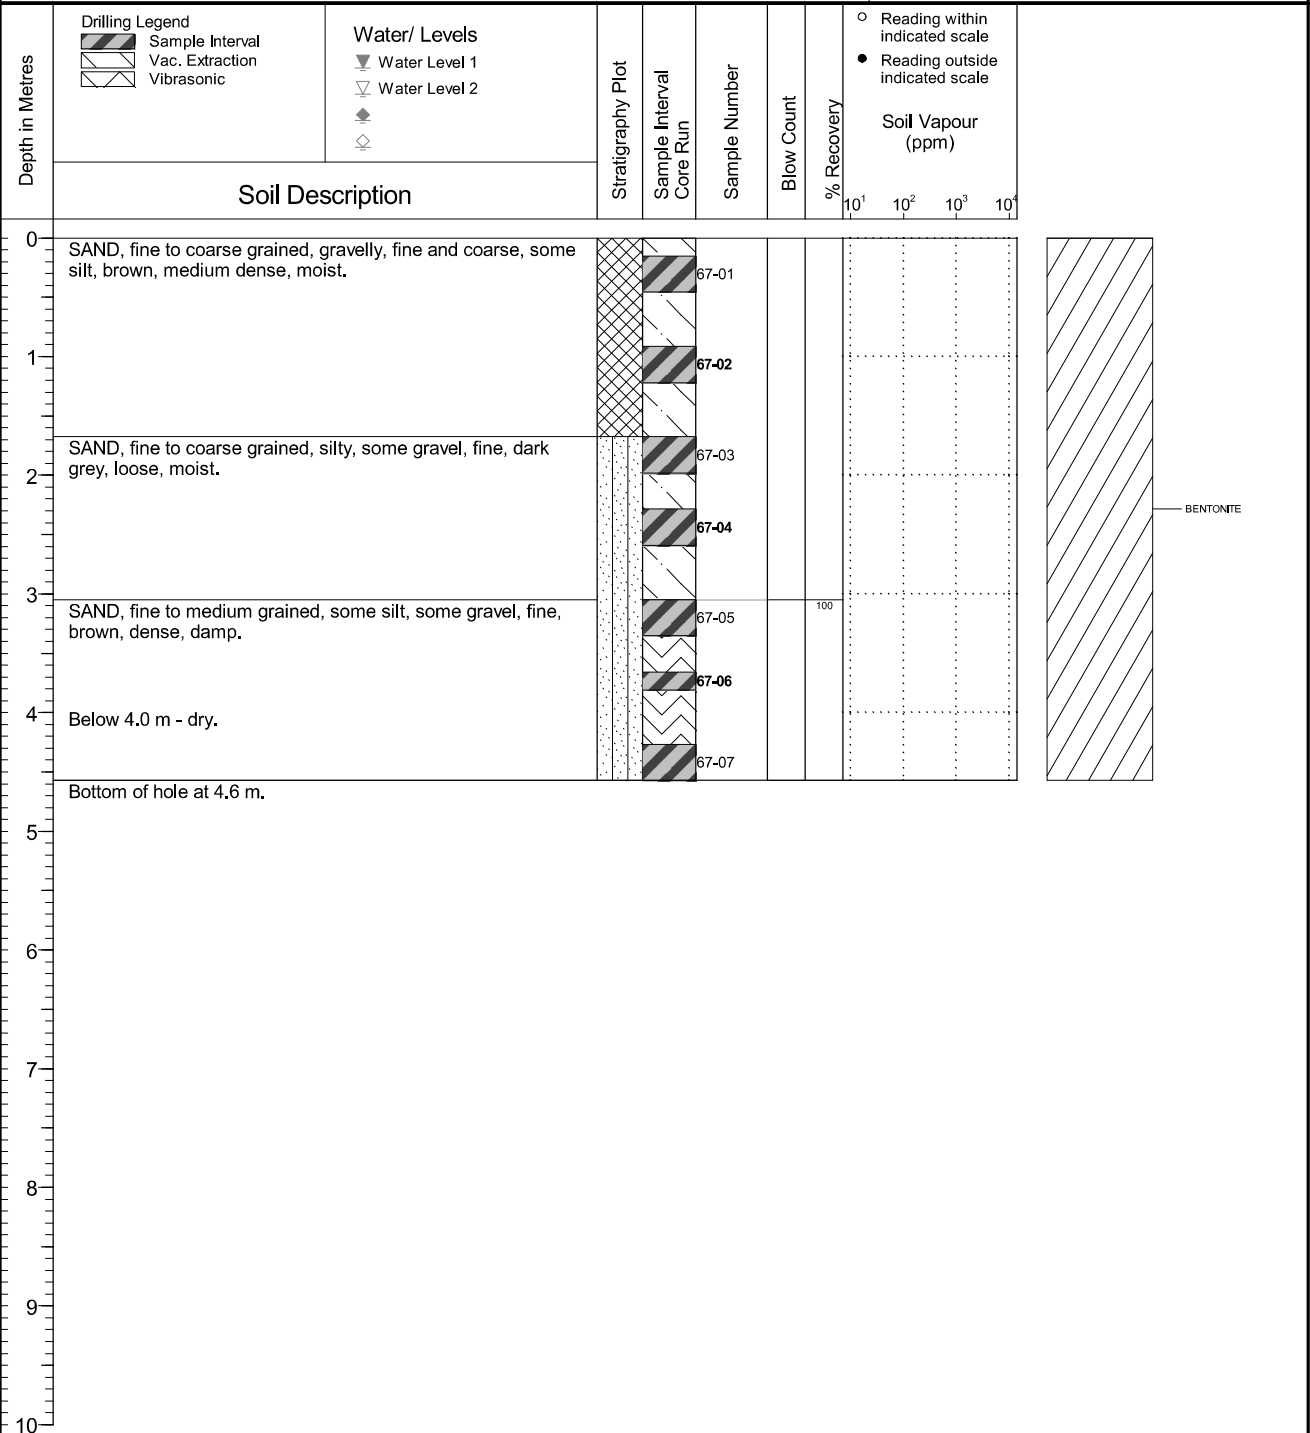 Depth in Metres
Drilling Legend
Sample Interval
Vac. Extraction
Vibrasonic
Water/ Levels
Water Level 1
Water Level 2
Soil Description
Stratigraphy Plot
Sample Interval
Core Run
Sample Number
Blow Count
% Recovery
Reading within
indicated scale
Reading outside
indicated scale
Soil Vapour
(ppm)
10¹ 10² 10³ 10⁴
0
SAND, fine to coarse grained, gravelly, fine and coarse, some
silt, brown, medium dense, moist.
67-01
1
67-02
SAND, fine to coarse grained, silty, some gravel, fine, dark
grey, loose, moist.
67-03
2
67-04
BENTONITE
3
SAND, fine to medium grained, some silt, some gravel, fine,
brown, dense, damp.
67-05
100
67-06
4
Below 4.0 m - dry.
67-07
Bottom of hole at 4.6 m.
5
6
7
8
9
10